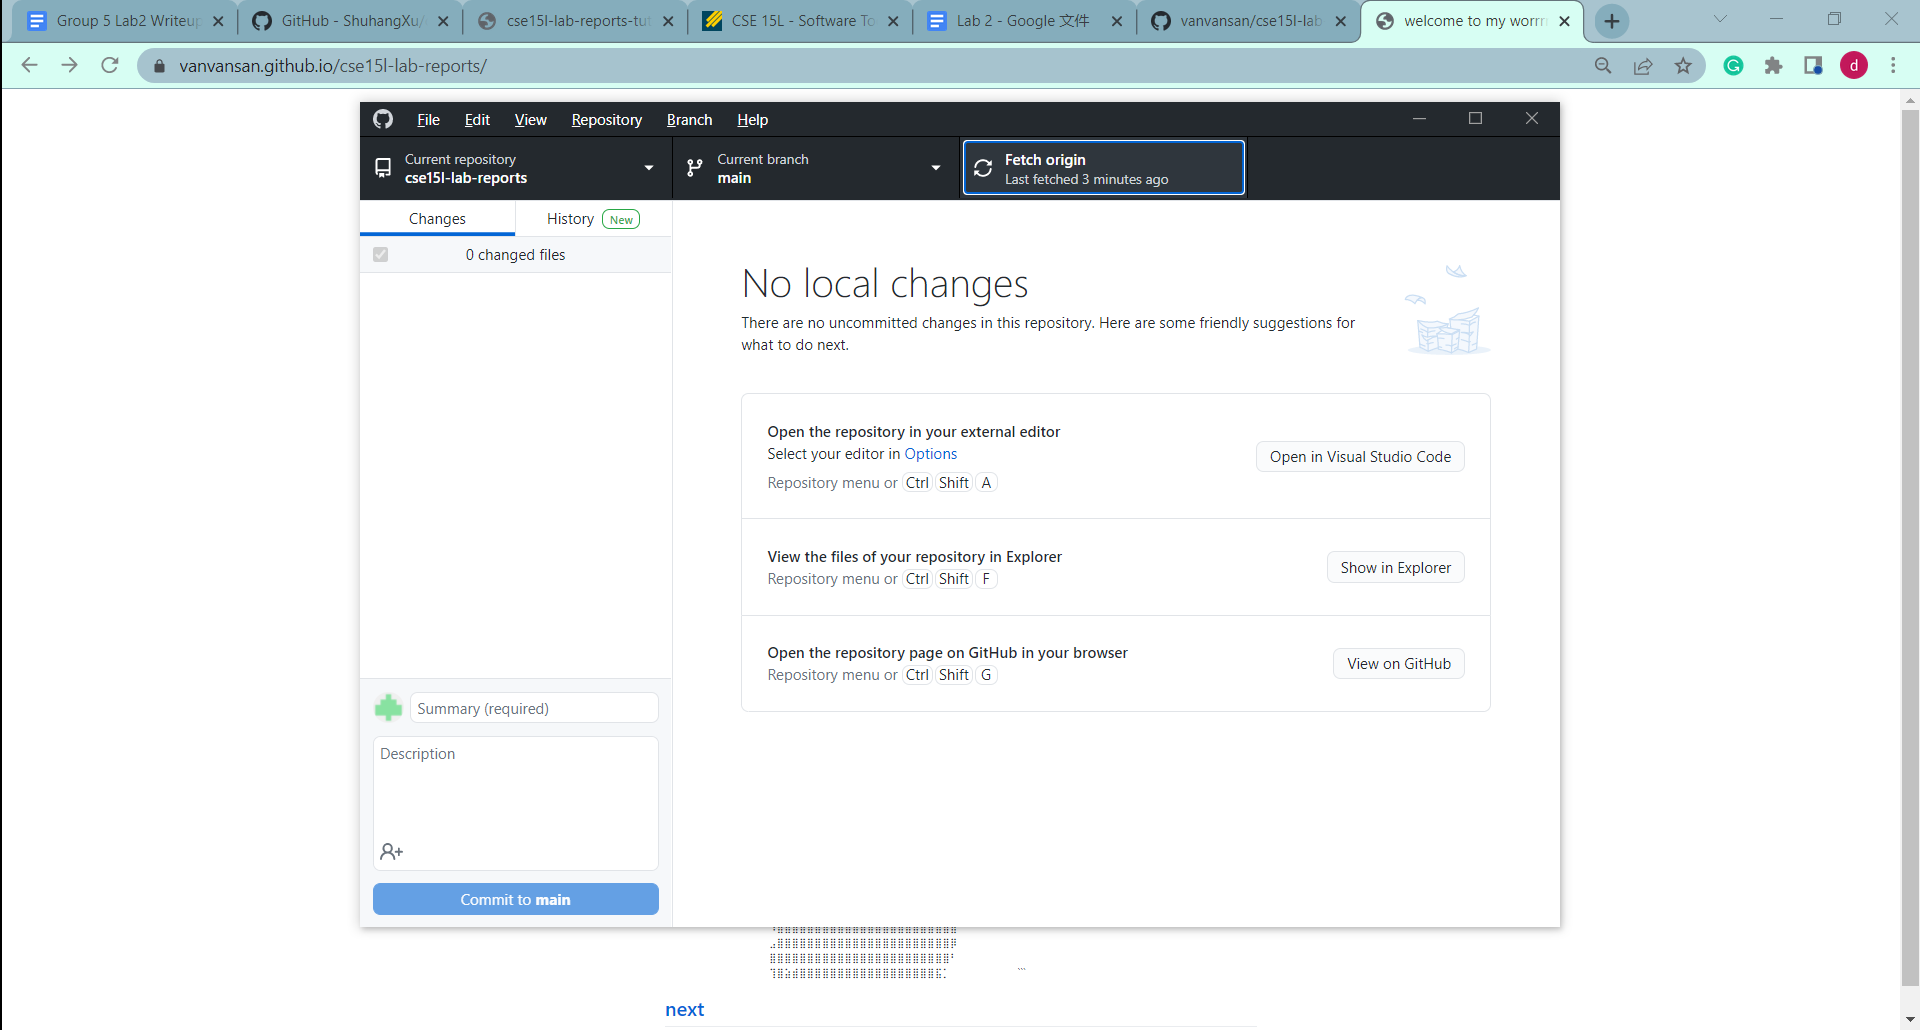 Group 5 Lab2 Writeup
GitHub - ShuhangXu/
cse15l-lab-reports-tut
CSE 15L - Software To
Lab 2 - Google 文件
vanvansan/cse15l-lab
welcome to my worrrr
vanvansan.github.io/cse15l-lab-reports/
d
File Edit View Repository Branch Help
Current repository
cse15l-lab-reports
Current branch
main
Fetch origin
Last fetched 3 minutes ago
Changes
History New
0 changed files
No local changes
There are no uncommitted changes in this repository. Here are some friendly suggestions for
what to do next.
Open the repository in your external editor
Select your editor in Options
Repository menu or Ctrl Shift A
Open in Visual Studio Code
View the files of your repository in Explorer
Repository menu or Ctrl Shift F
Show in Explorer
Open the repository page on GitHub in your browser
Repository menu or Ctrl Shift G
View on GitHub
Summary (required)
Description
Commit to main
```
next